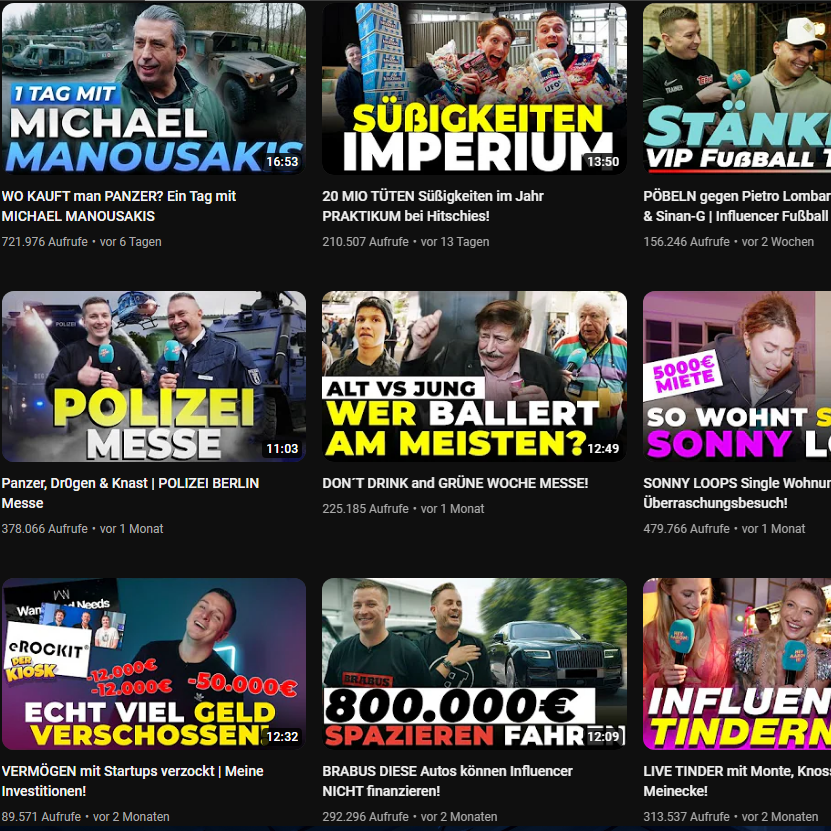 1 TAG MIT
MICHAEL
MANOUSAKIS
16:53
WO KAUFT man PANZER? Ein Tag mit
MICHAEL MANOUSAKIS
721.976 Aufrufe • vor 6 Tagen
SÜßIGKEITEN
IMPERIUM
13:50
20 MIO TÜTEN Süßigkeiten im Jahr
PRAKTIKUM bei Hitschies!
210.507 Aufrufe • vor 13 Tagen
TRAINER
STÄNK
VIP FUßBALL T
PÖBELN gegen Pietro Lombar
& Sinan-G | Influencer Fußball
156.246 Aufrufe • vor 2 Wochen
POLIZEI
POLIZEI
MESSE
11:03
Panzer, Dr0gen & Knast | POLIZEI BERLIN
Messe
378.066 Aufrufe • vor 1 Monat
ALT VS JUNG
WER BALLERT
AM MEISTEN?
12:49
DON´T DRINK and GRÜNE WOCHE MESSE!
225.185 Aufrufe • vor 1 Monat
5000€
MIETE
SO WOHNT S
SONNY LO
SONNY LOOPS Single Wohnun
Überraschungsbesuch!
479.766 Aufrufe • vor 1 Monat
Wan and Needs
eROCKIT
DER
KIOSK
-12.000€
-12.000€
-50.000€
ECHT VIEL GELD
VERSCHOSSEN
12:32
VERMÖGEN mit Startups verzockt | Meine
Investitionen!
89.571 Aufrufe • vor 2 Monaten
BRABUS
800.000€
SPAZIEREN FAHREN
12:09
BRABUS DIESE Autos können Influencer
NICHT finanzieren!
292.296 Aufrufe • vor 2 Monaten
INFLUEN
TINDERN
LIVE TINDER mit Monte, Knoss
Meinecke!
313.537 Aufrufe • vor 2 Monaten